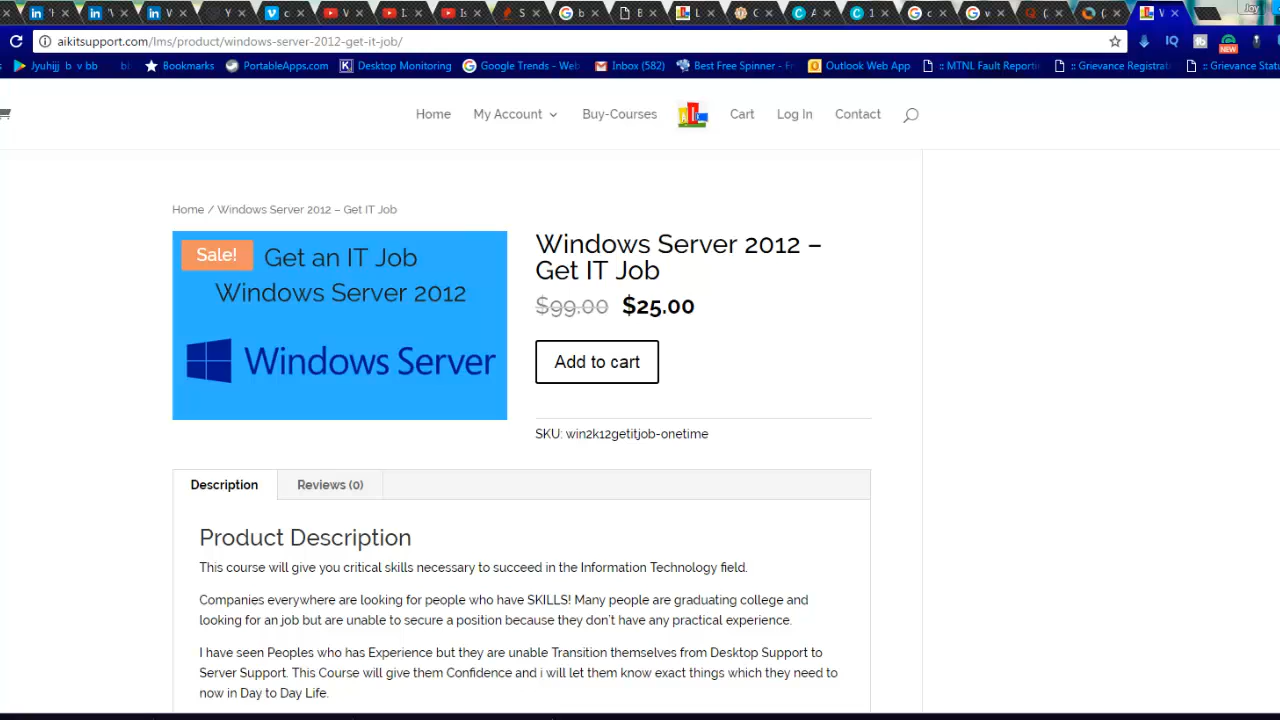 Joy
aikitsupport.com/lms/product/windows-server-2012-get-it-job/
IQ
NEW
Jyuhjj b v bb
Bookmarks
PortableApps.com
Desktop Monitoring
Google Trends - Web
Inbox (582)
Best Free Spinner - Fr
Outlook Web App
:: MTNL Fault Reportin
:: Grievance Registrat
:: Grievance Statu
Home My Account Buy-Courses Cart Log In Contact
Home / Windows Server 2012 – Get IT Job
Sale!
Get an IT Job
Windows Server 2012
Windows Server
Windows Server 2012 –
Get IT Job
$99.00 $25.00
Add to cart
SKU: win2k12getitjob-onetime
Description Reviews (0)
Product Description
This course will give you critical skills necessary to succeed in the Information Technology field.
Companies everywhere are looking for people who have SKILLS! Many people are graduating college and
looking for an job but are unable to secure a position because they don't have any practical experience.
I have seen Peoples who has Experience but they are unable Transition themselves from Desktop Support to
Server Support. This Course will give them Confidence and i will let them know exact things which they need to
now in Day to Day Life.